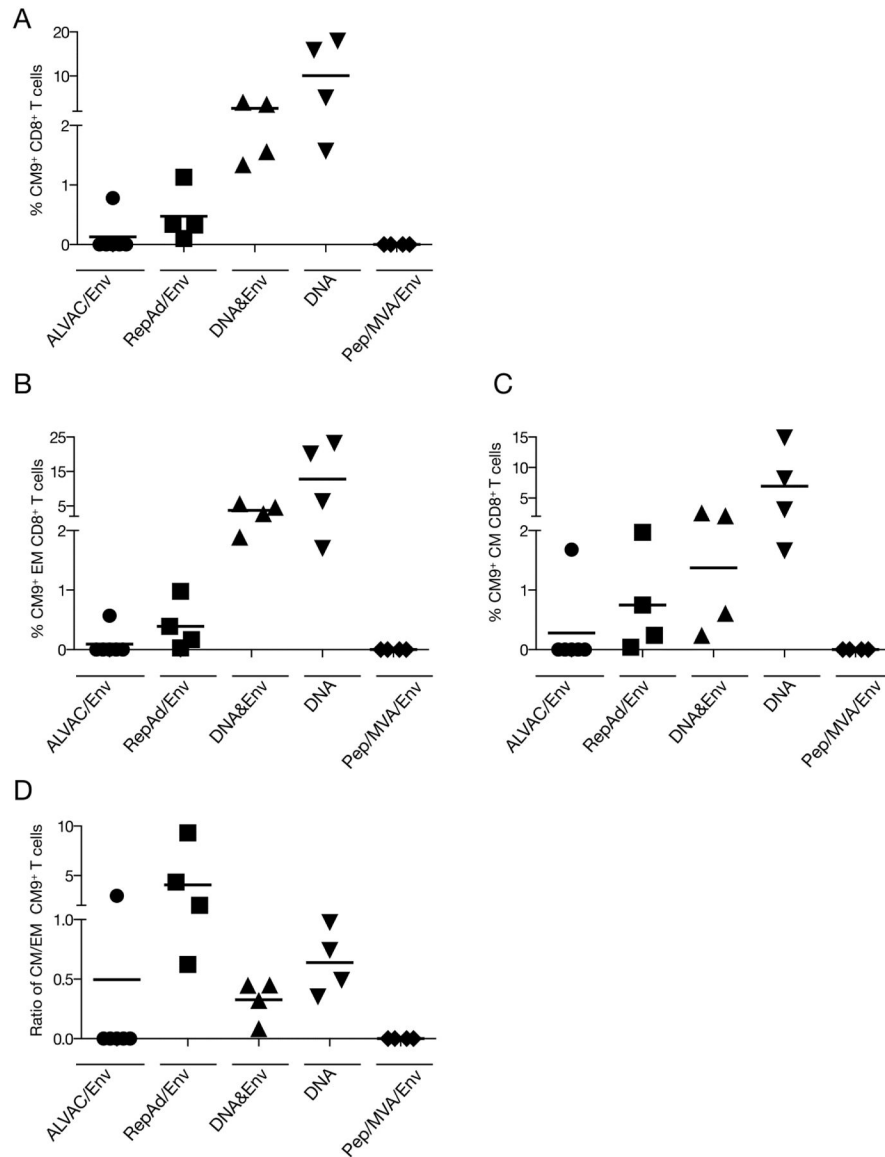 A
% CM9⁺ CD8⁺ T cells
20
10
2
1
0
ALVAC/Env
RepAd/Env
DNA&Env
DNA
Pep/MVA/Env
B
% CM9⁺ EM CD8⁺ T cells
25
15
5
2
1
0
ALVAC/Env
RepAd/Env
DNA&Env
DNA
Pep/MVA/Env
C
% CM9⁺ CM CD8⁺ T cells
15
10
5
2
1
0
ALVAC/Env
RepAd/Env
DNA&Env
DNA
Pep/MVA/Env
D
Ratio of CM/EM CM9⁺ T cells
10
5
1.0
0.5
0.0
ALVAC/Env
RepAd/Env
DNA&Env
DNA
Pep/MVA/Env